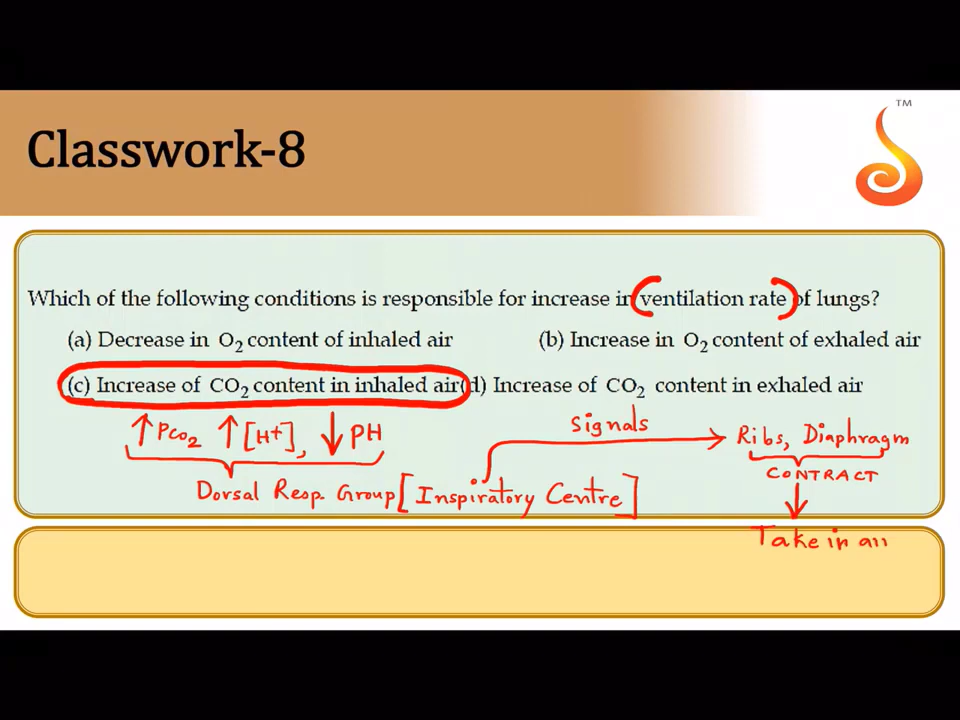 TM
Classwork-8
Which of the following conditions is responsible for increase in (ventilation rate) of lungs?
(a) Decrease in O₂ content of inhaled air (b) Increase in O₂ content of exhaled air
(c) Increase of CO₂ content in inhaled air (d) Increase of CO₂ content in exhaled air
↑PCO₂ ↑[H+], ↓PH
Signals
Ribs, Diaphragm
CONTRACT
Dorsal Resp. Group [Inspiratory Centre]
Take in